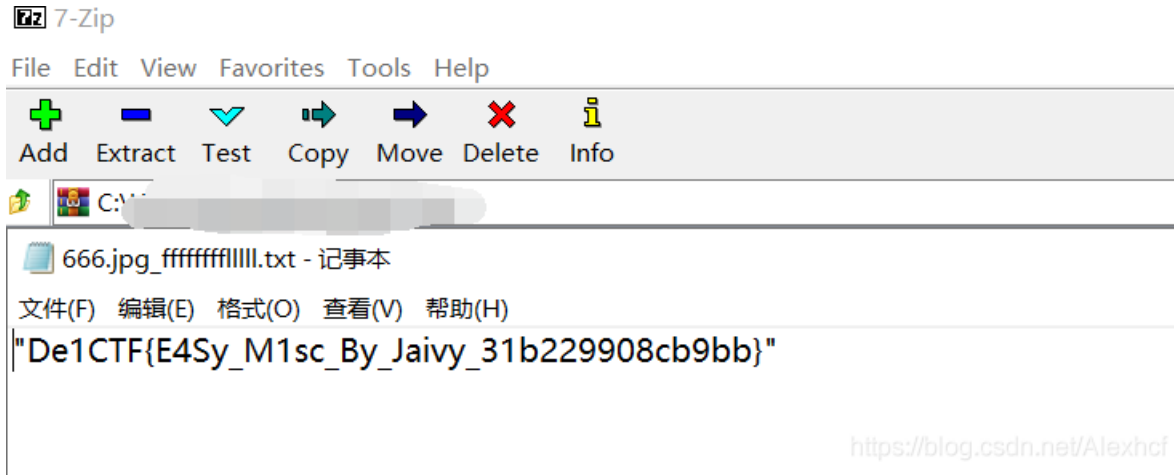 7-Zip
File Edit View Favorites Tools Help
Add Extract Test Copy Move Delete Info
C:\
666.jpg_fffffffflllll.txt - 记事本
文件(F) 编辑(E) 格式(O) 查看(V) 帮助(H)
"De1CTF{E4Sy_M1sc_By_Jaivy_31b229908cb9bb}"
https://blog.csdn.net/Alexhcf